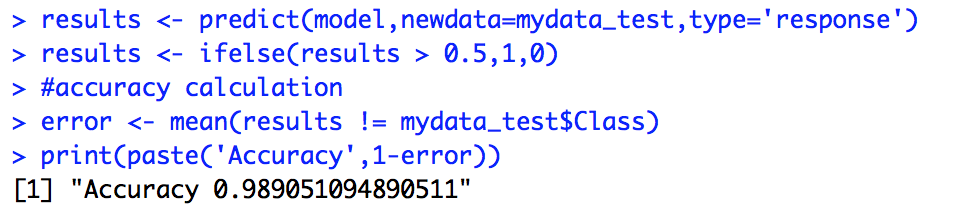 > results <- predict(model,newdata=mydata_test,type='response')
> results <- ifelse(results > 0.5,1,0)
> #accuracy calculation
> error <- mean(results != mydata_test$Class)
> print(paste('Accuracy',1-error))
[1] "Accuracy 0.989051094890511"